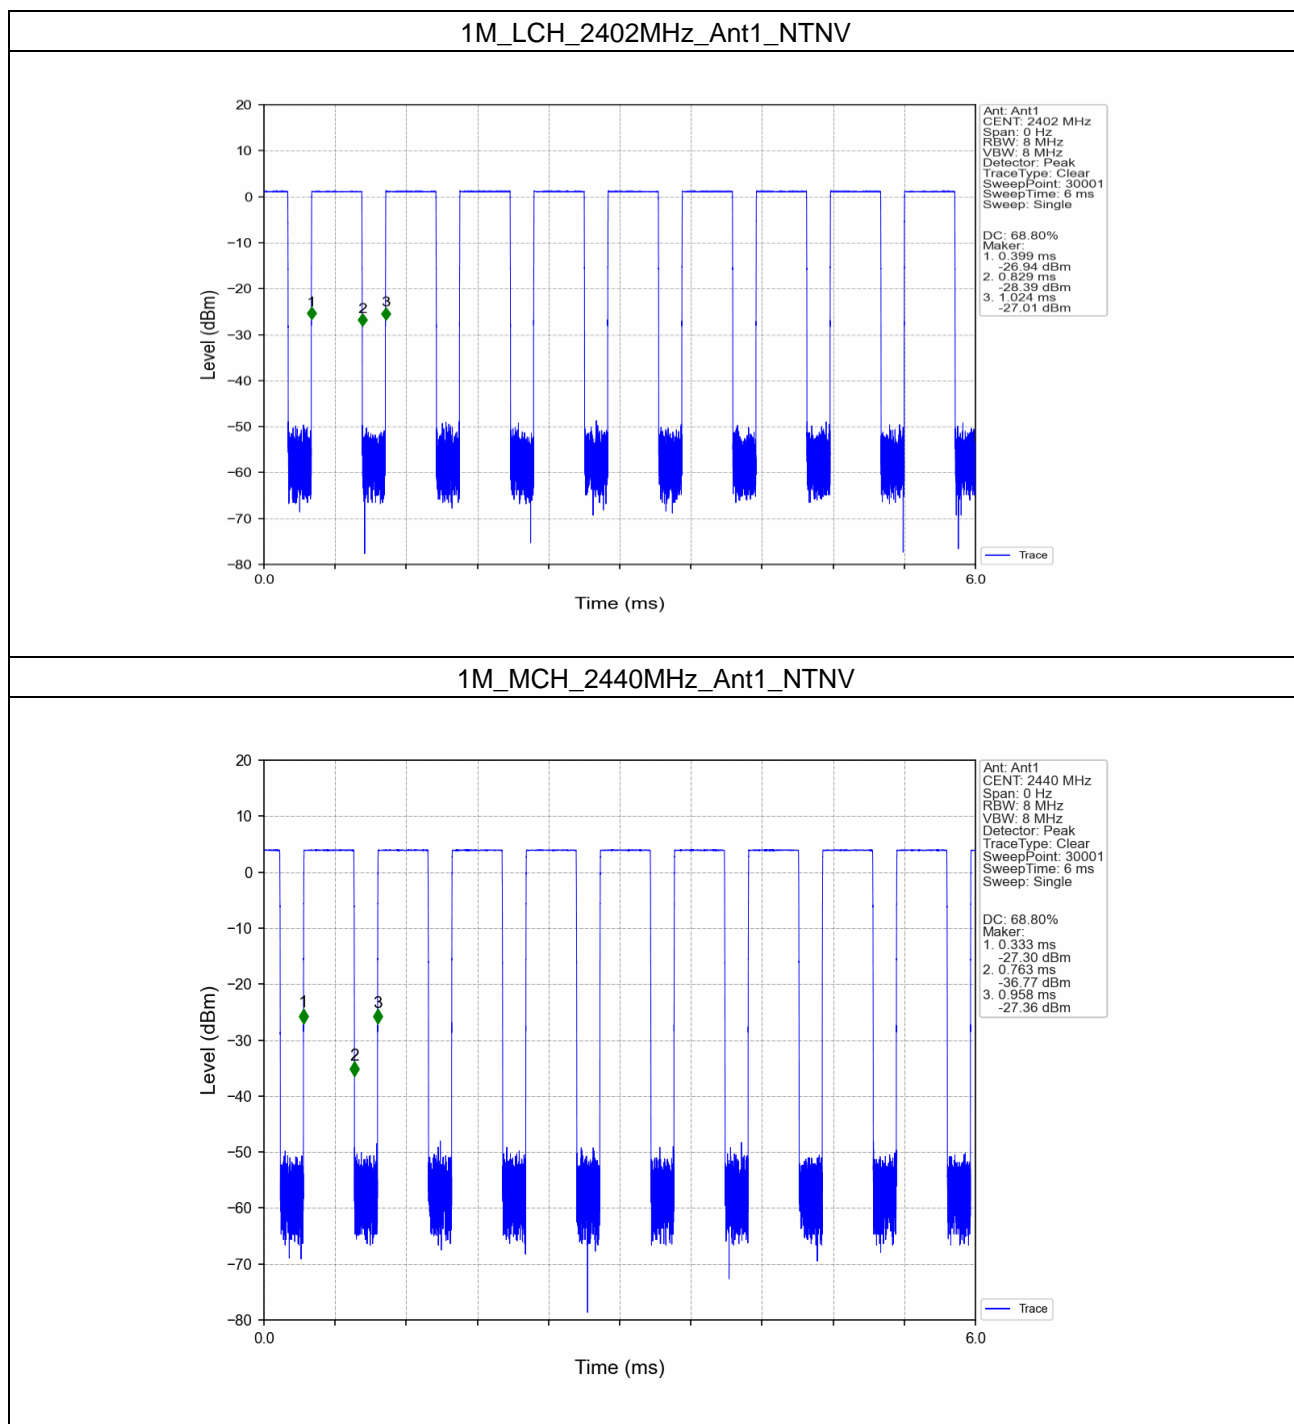 1M_LCH_2402MHz_Ant1_NTNV
20
10
0
−10
−20
−30
−40
−50
−60
−70
−80
Level (dBm)
0.0
6.0
Time (ms)
1
2
3
Ant: Ant1
CENT: 2402 MHz
Span: 0 Hz
RBW: 8 MHz
VBW: 8 MHz
Detector: Peak
TraceType: Clear
SweepPoint: 30001
SweepTime: 6 ms
Sweep: Single
DC: 68.80%
Maker:
1. 0.399 ms
-26.94 dBm
2. 0.829 ms
-28.39 dBm
3. 1.024 ms
-27.01 dBm
Trace
1M_MCH_2440MHz_Ant1_NTNV
20
10
0
−10
−20
−30
−40
−50
−60
−70
−80
Level (dBm)
0.0
6.0
Time (ms)
1
2
3
Ant: Ant1
CENT: 2440 MHz
Span: 0 Hz
RBW: 8 MHz
VBW: 8 MHz
Detector: Peak
TraceType: Clear
SweepPoint: 30001
SweepTime: 6 ms
Sweep: Single
DC: 68.80%
Maker:
1. 0.333 ms
-27.30 dBm
2. 0.763 ms
-36.77 dBm
3. 0.958 ms
-27.36 dBm
Trace